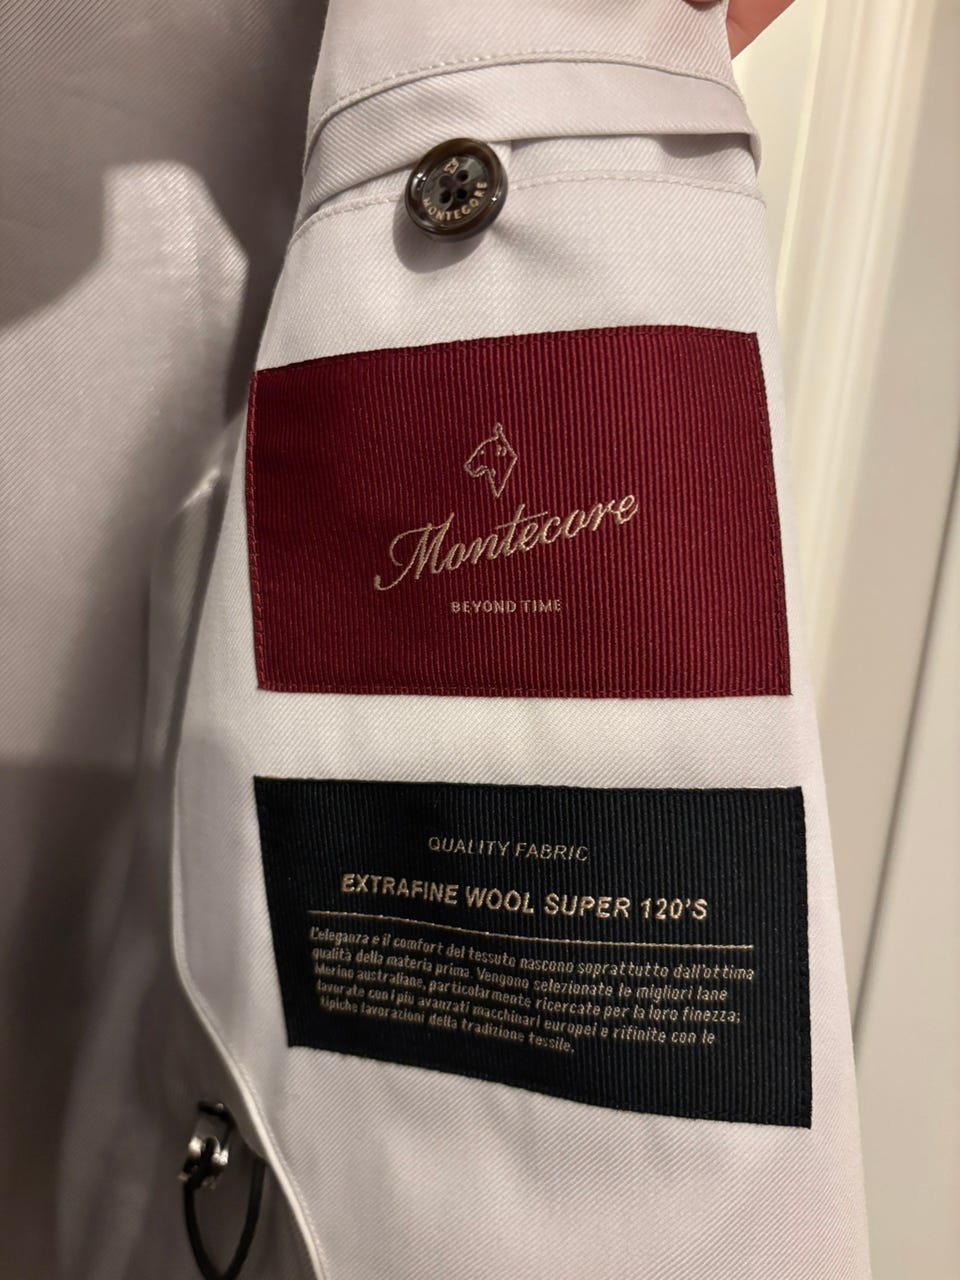 MONTECORE
Montecore
BEYOND TIME
QUALITY FABRIC
EXTRAFINE WOOL SUPER 120'S
L'eleganza e il comfort del tessuto nascono soprattutto dall'ottima
qualità della materia prima. Vengono selezionate le migliori lane
Merino australiane, particolarmente ricercate per la loro finezza;
lavorate con i più avanzati macchinari europei e rifinite con le
tipiche lavorazioni della tradizione tessile.